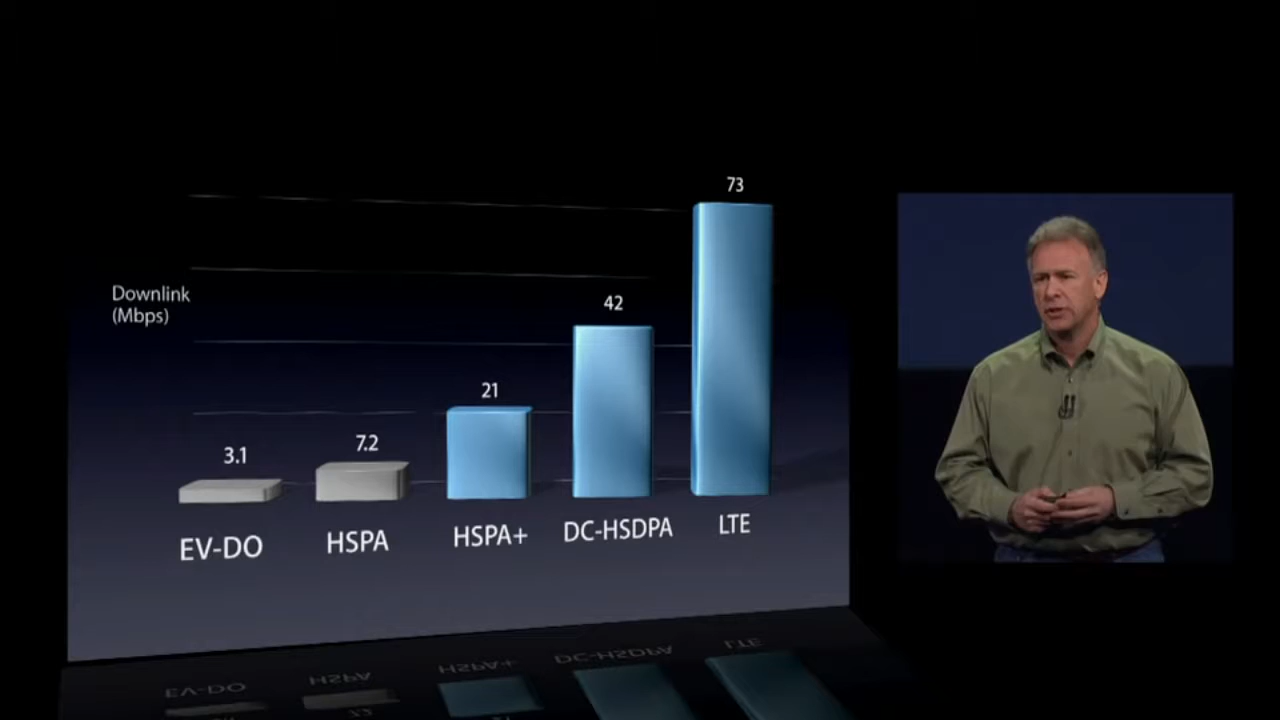 73
Downlink
(Mbps)
42
21
7.2
3.1
EV-DO
HSPA
HSPA+
DC-HSDPA
LTE